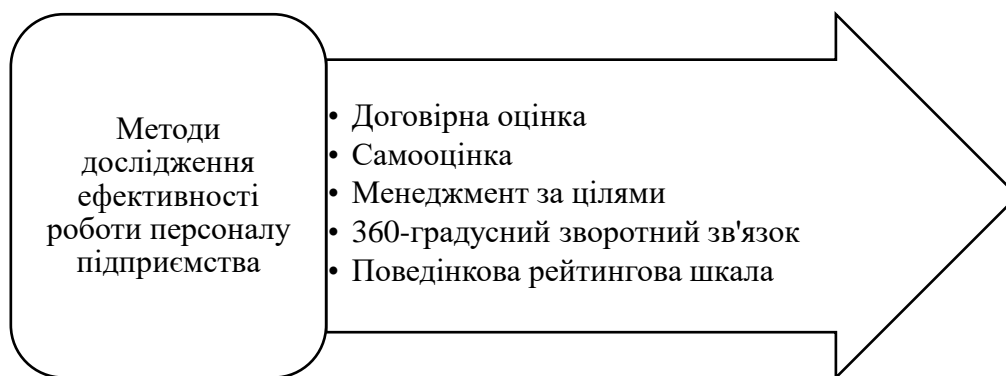 Методи
дослідження
ефективності
роботи персоналу
підприємства
• Договірна оцінка
• Самооцінка
• Менеджмент за цілями
• 360-градусний зворотний зв'язок
• Поведінкова рейтингова шкала